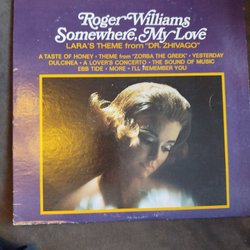 Roger Williams
Somewhere, My Love
LARA'S THEME from "DR. ZHIVAGO"
A TASTE OF HONEY • THEME from "ZORBA THE GREEK" • YESTERDAY
DULCINEA • A LOVER'S CONCERTO • THE SOUND OF MUSIC
EBB TIDE • MORE • I'LL REMEMBER YOU